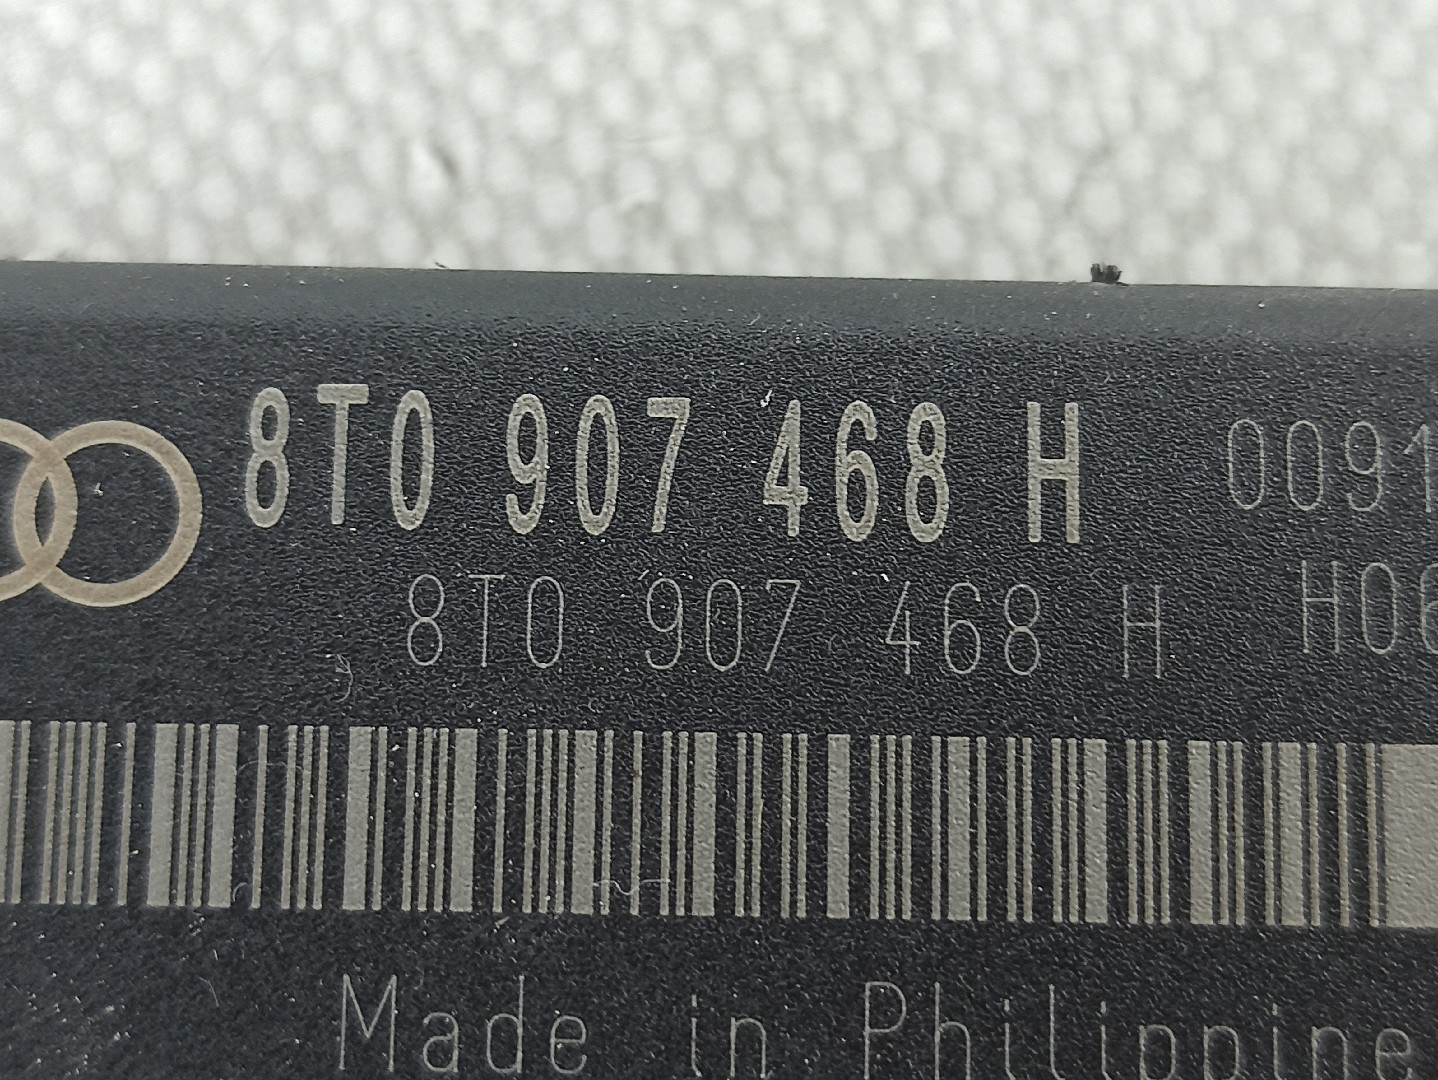 8T0 907 468 H 0091
8T0 907 468 H H06
Made in Philippine